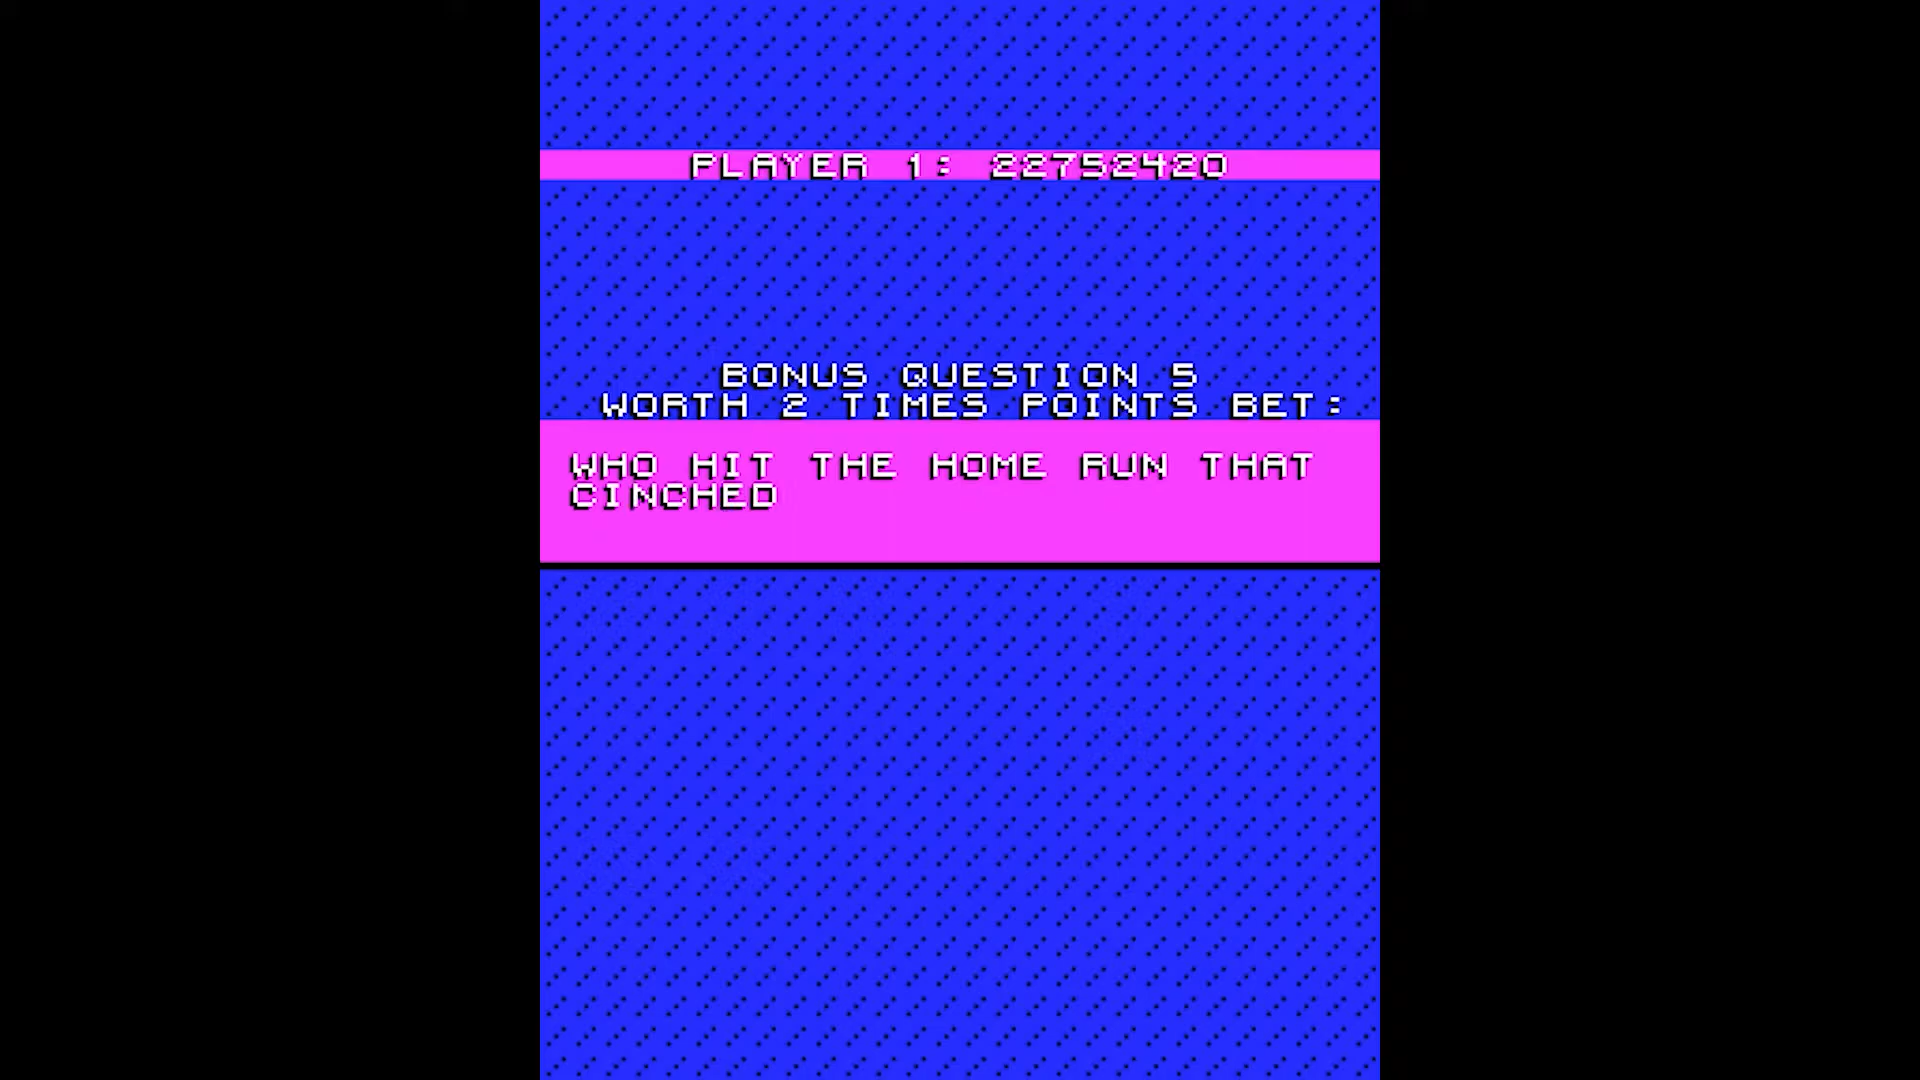 PLAYER 1: 22752420
BONUS QUESTION 5
WORTH 2 TIMES POINTS BET:
WHO HIT THE HOME RUN THAT
CINCHED